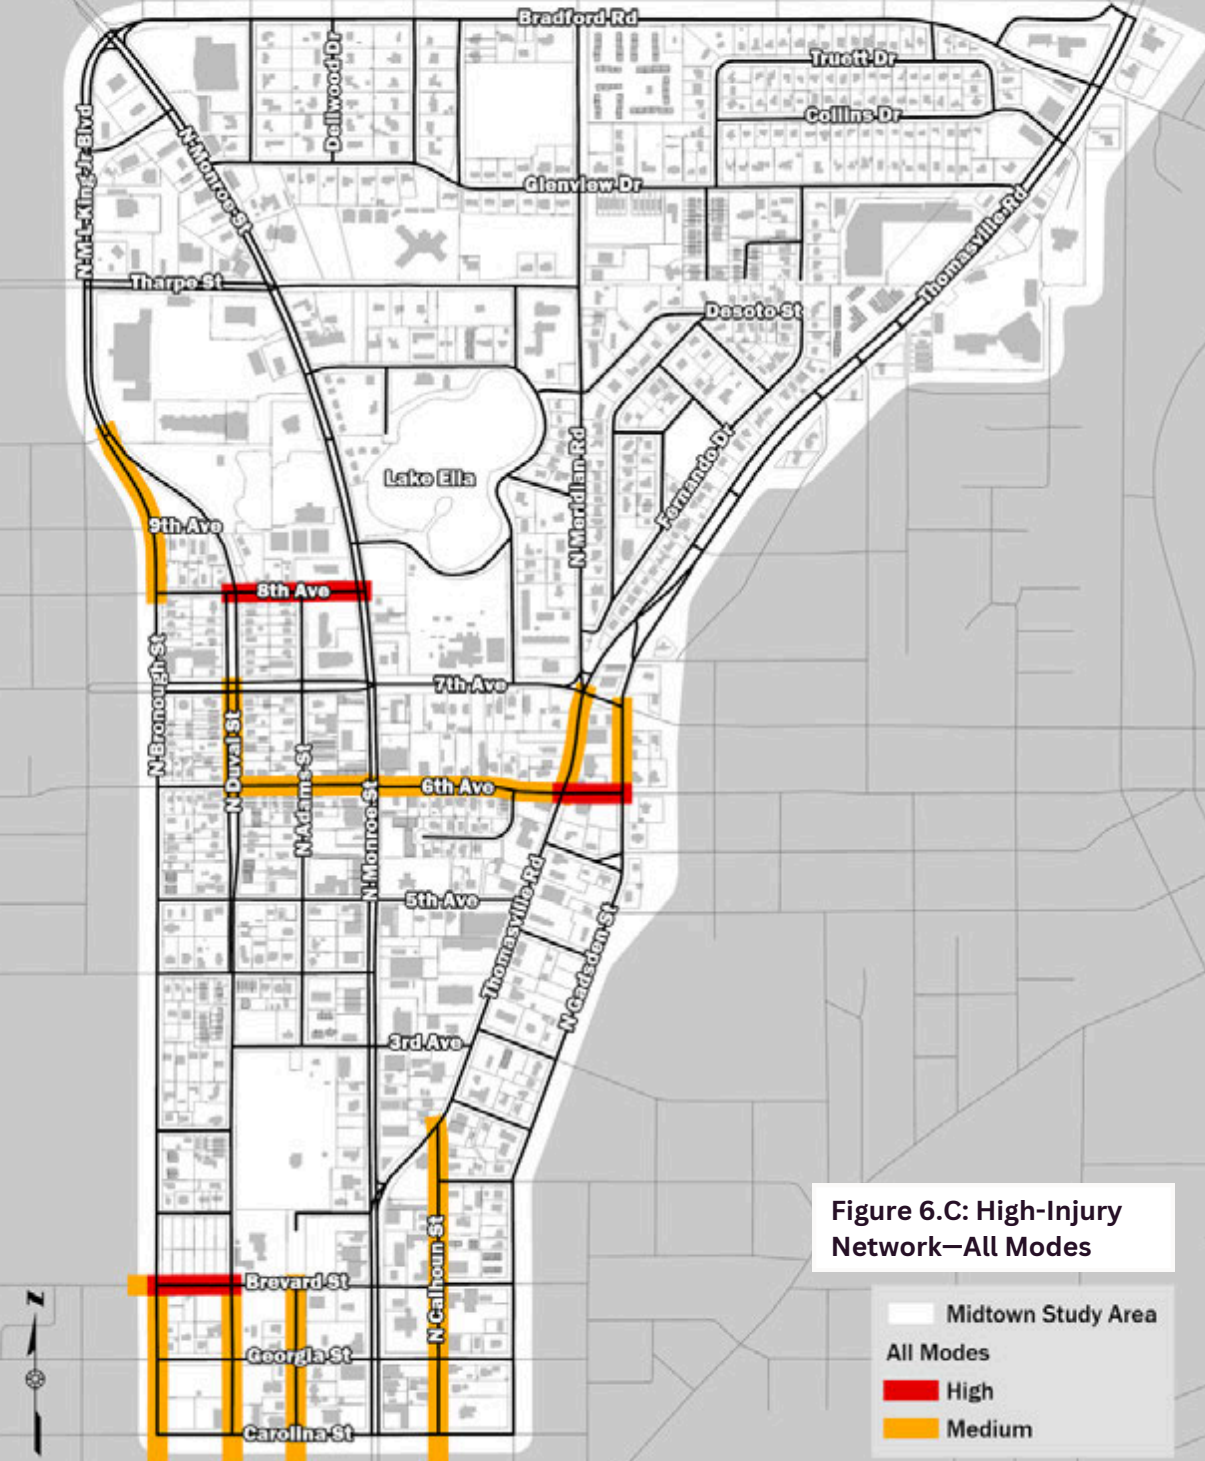 Bradford Rd
Truett Dr
Dellwood Dr
Collins Dr
N M L King Jr Blvd
N Monroe St
Glenview Dr
Thomasville Rd
Tharpe St
Desoto St
Lake Ella
N Meridian Rd
Fernando Dr
9th Ave
8th Ave
N Bronough St
7th Ave
N Duval St
N Adams St
N Monroe St
6th Ave
5th Ave
Thomasville Rd
N Gadsden St
3rd Ave
Figure 6.C: High-Injury
Network—All Modes
N Calhoun St
Brevard St
Georgia St
Carolina St
N
Midtown Study Area
All Modes
High
Medium